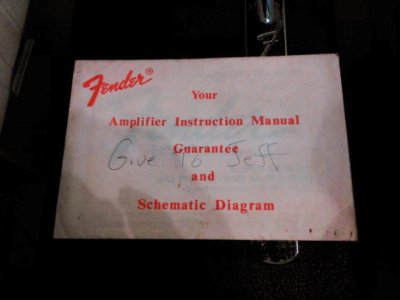 Fender®
Your
Amplifier Instruction Manual
Guarantee
Give To Jeff
and
Schematic Diagram